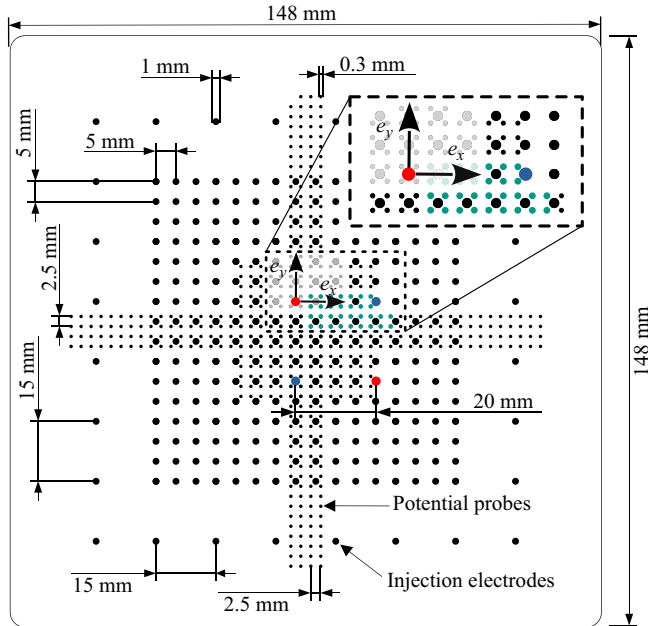 148 mm
1 mm
0.3 mm
5 mm
5 mm
e_y
e_x
2.5 mm
e_y
e_x
148 mm
15 mm
20 mm
Potential probes
Injection electrodes
15 mm
2.5 mm